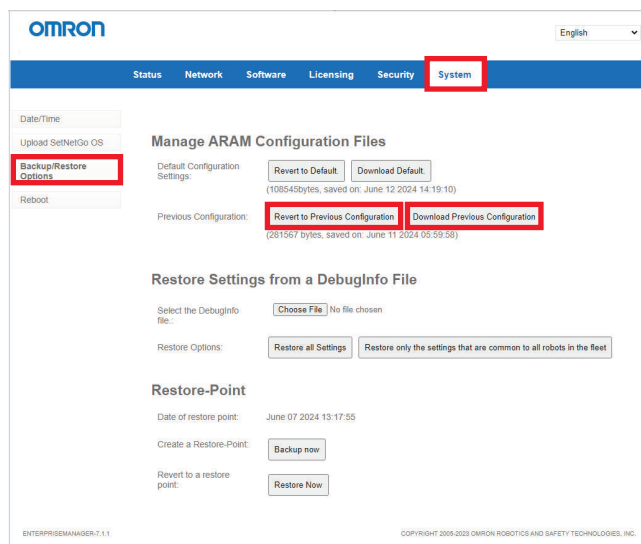 OMRON
English
Status Network Software Licensing Security System
Date/Time
Upload SetNetGo OS
Backup/Restore
Options
Reboot
Manage ARAM Configuration Files
Default Configuration
Settings:
Revert to Default. Download Default.
(108545bytes, saved on: June 12 2024 14:19:10)
Previous Configuration:
Revert to Previous Configuration Download Previous Configuration
(281567 bytes, saved on: June 11 2024 05:59:58)
Restore Settings from a DebugInfo File
Select the DebugInfo
file.:
Choose File No file chosen
Restore Options:
Restore all Settings Restore only the settings that are common to all robots in the fleet
Restore-Point
Date of restore point: June 07 2024 13:17:55
Create a Restore-Point:
Backup now
Revert to a restore
point:
Restore Now
ENTERPRISEMANAGER-7.1.1 COPYRIGHT 2005-2023 OMRON ROBOTICS AND SAFETY TECHNOLOGIES, INC.